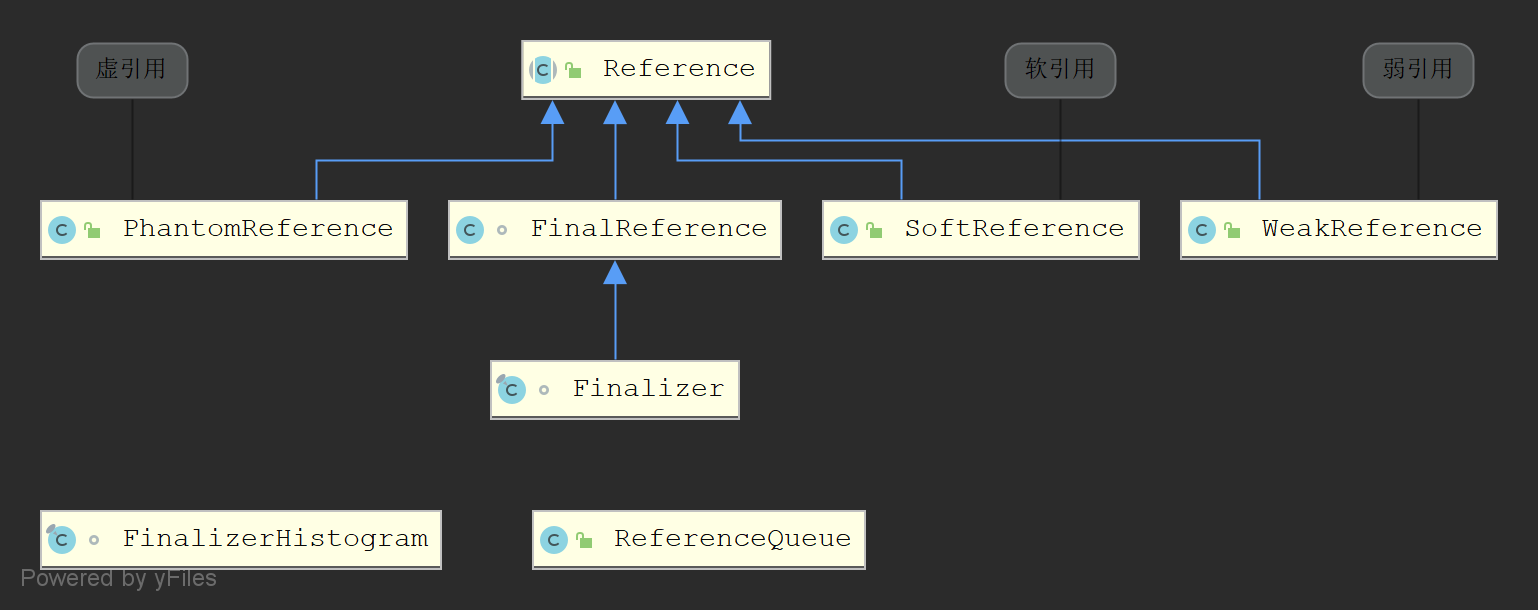 虚引用
Reference
软引用
弱引用
PhantomReference
FinalReference
SoftReference
WeakReference
Finalizer
FinalizerHistogram
ReferenceQueue
Powered by yFiles